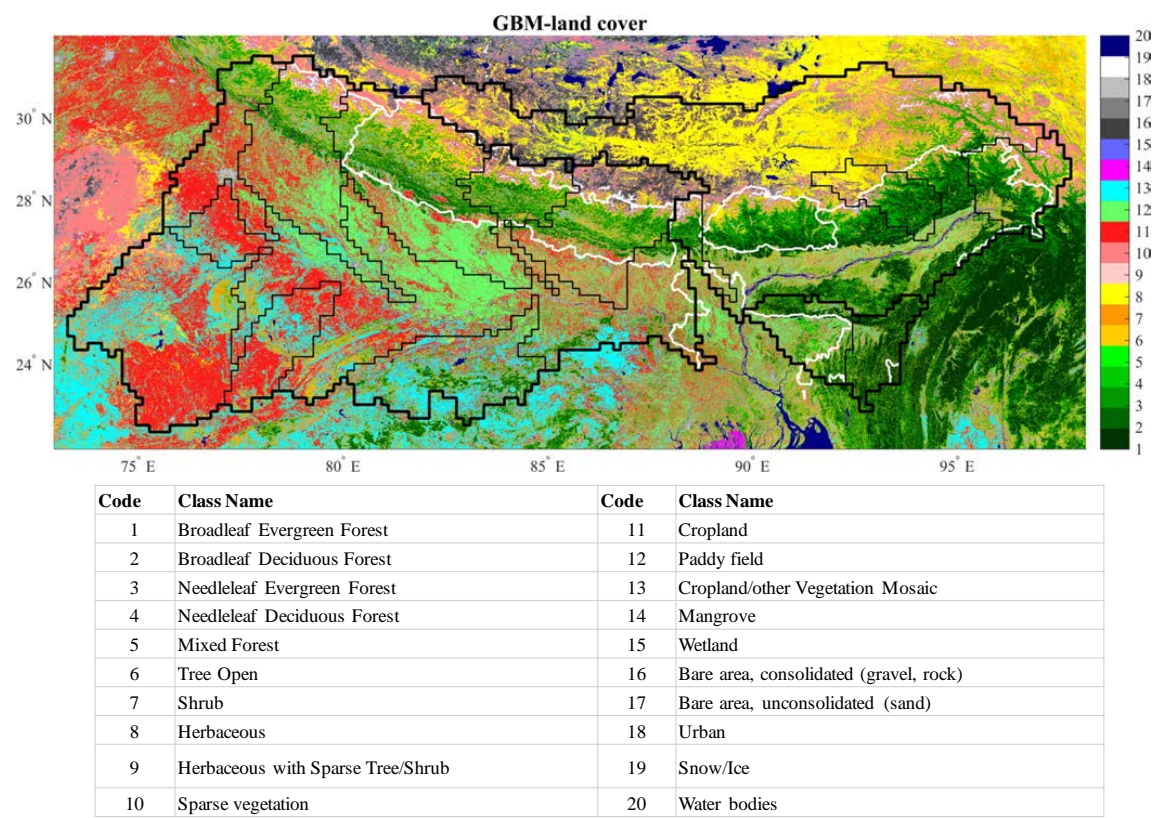 GBM-land cover
30° N
28° N
26° N
24° N
75° E
80° E
85° E
90° E
95° E
20
19
18
17
16
15
14
13
12
11
10
9
8
7
6
5
4
3
2
1
Code Class Name Code Class Name
1 Broadleaf Evergreen Forest 11 Cropland
2 Broadleaf Deciduous Forest 12 Paddy field
3 Needleleaf Evergreen Forest 13 Cropland/other Vegetation Mosaic
4 Needleleaf Deciduous Forest 14 Mangrove
5 Mixed Forest 15 Wetland
6 Tree Open 16 Bare area, consolidated (gravel, rock)
7 Shrub 17 Bare area, unconsolidated (sand)
8 Herbaceous 18 Urban
9 Herbaceous with Sparse Tree/Shrub 19 Snow/Ice
10 Sparse vegetation 20 Water bodies